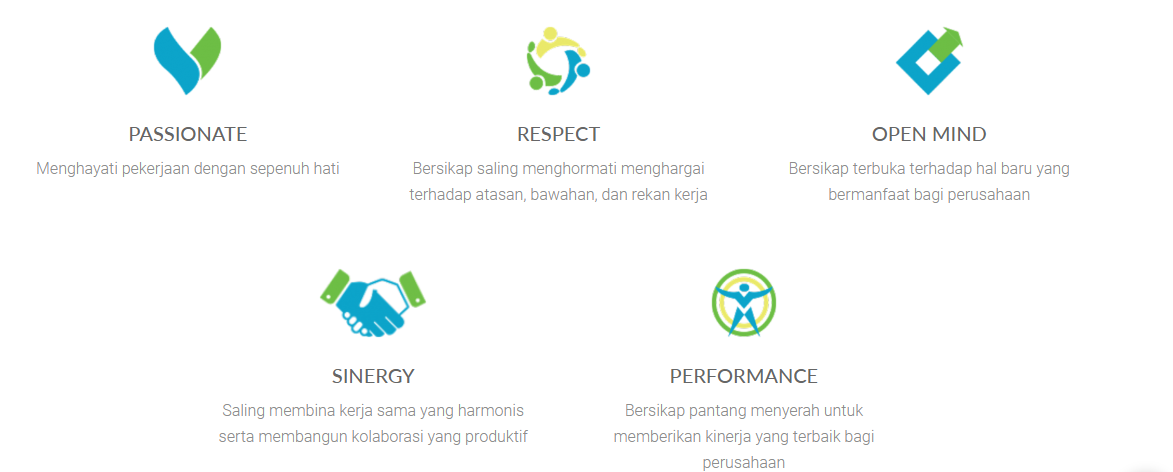 PASSIONATE
Menghayati pekerjaan dengan sepenuh hati
RESPECT
Bersikap saling menghormati menghargai
terhadap atasan, bawahan, dan rekan kerja
OPEN MIND
Bersikap terbuka terhadap hal baru yang
bermanfaat bagi perusahaan
SINERGY
Saling membina kerja sama yang harmonis
serta membangun kolaborasi yang produktif
PERFORMANCE
Bersikap pantang menyerah untuk
memberikan kinerja yang terbaik bagi
perusahaan